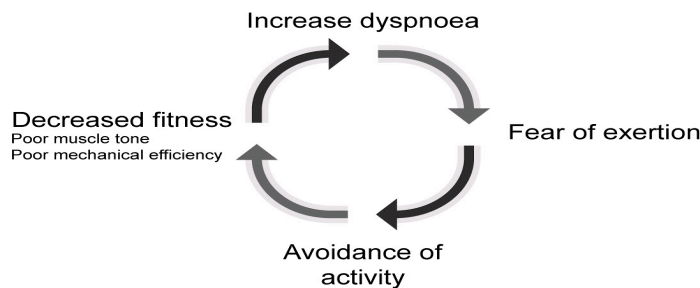 Increase dyspnoea
Decreased fitness
Poor muscle tone
Poor mechanical efficiency
Fear of exertion
Avoidance of
activity